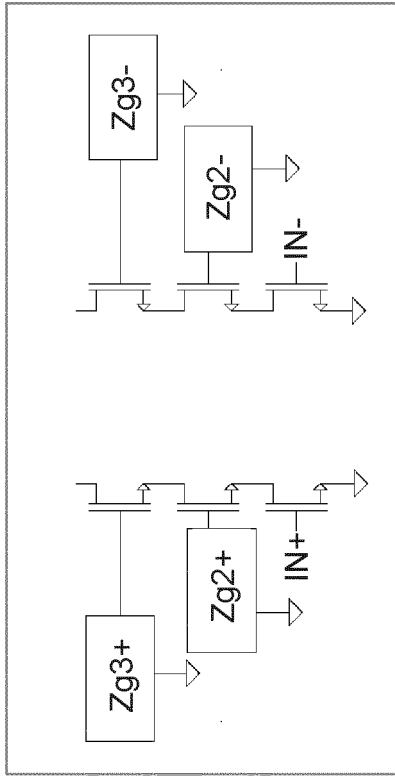 Zg3+
Zg3-
Zg2+
Zg2-
IN+
IN-